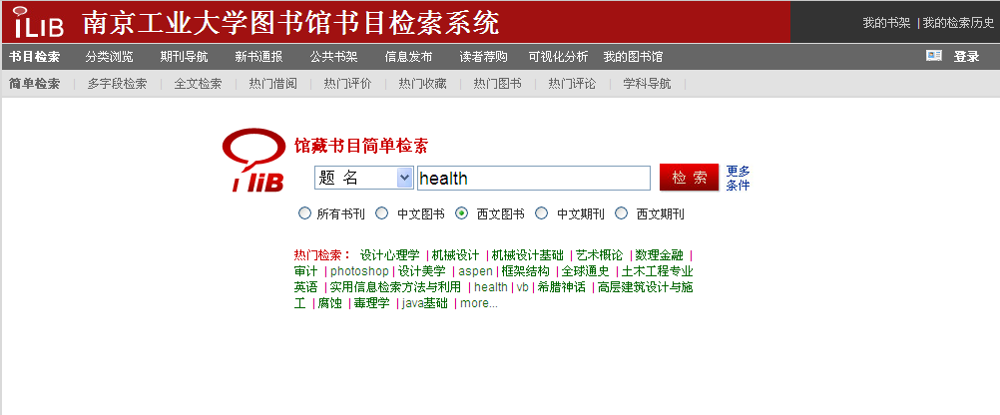 iLIB 南京工业大学图书馆书目检索系统 我的书架 | 我的检索历史
书目检索 分类浏览 期刊导航 新书通报 公共书架 信息发布 读者荐购 可视化分析 我的图书馆 登录
简单检索 | 多字段检索 | 全文检索 | 热门借阅 | 热门评价 | 热门收藏 | 热门图书 | 热门评论 | 学科导航 |
iliB 馆藏书目简单检索
题 名 health 检 索 更多
条件
所有书刊 中文图书 西文图书 中文期刊 西文期刊
热门检索： 设计心理学 | 机械设计 | 机械设计基础 | 艺术概论 | 数理金融 |
审计 | photoshop | 设计美学 | aspen | 框架结构 | 全球通史 | 土木工程专业
英语 | 实用信息检索方法与利用 | health | vb | 希腊神话 | 高层建筑设计与施
工 | 腐蚀 | 毒理学 | java基础 | more...